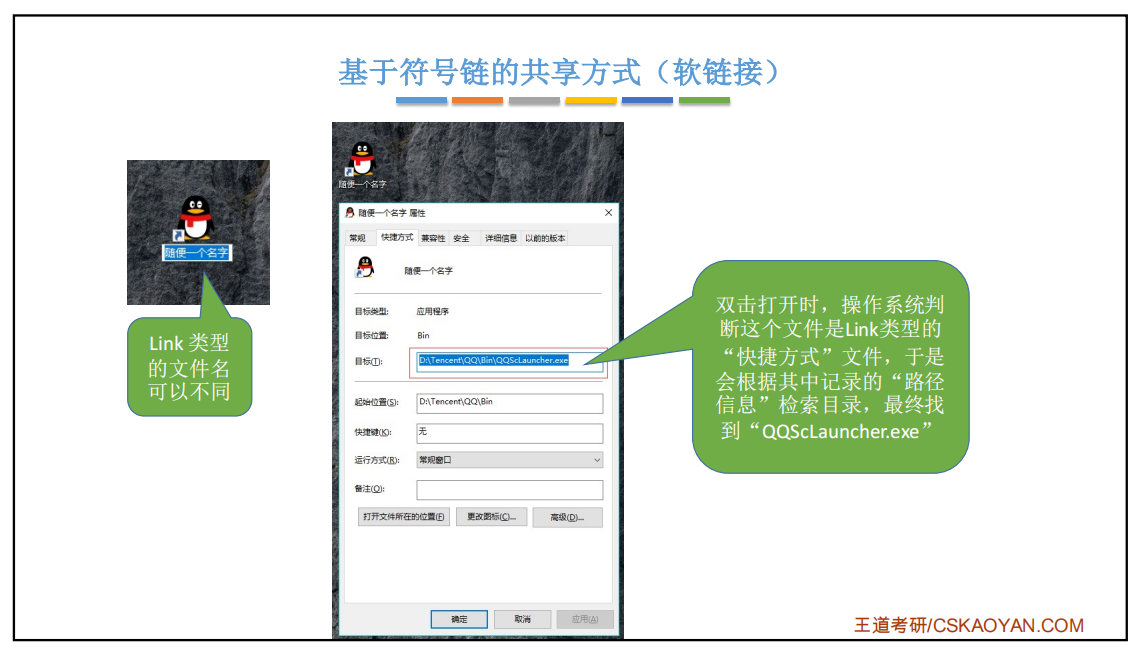 基于符号链的共享方式（软链接）
随便一个名字
Link 类型
的文件名
可以不同
随便一个名字
随便一个名字 属性
常规 快捷方式 兼容性 安全 详细信息 以前的版本
随便一个名字
目标类型: 应用程序
目标位置: Bin
目标(T): D:\Tencent\QQ\Bin\QQScLauncher.exe
起始位置(S): D:\Tencent\QQ\Bin
快捷键(K): 无
运行方式(R): 常规窗口
备注(O):
打开文件所在的位置(F) 更改图标(C)... 高级(D)...
确定 取消 应用(A)
双击打开时，操作系统判
断这个文件是Link类型的
“快捷方式”文件，于是
会根据其中记录的“路径
信息”检索目录，最终找
到“QQScLauncher.exe”
王道考研/CSKAOYAN.COM